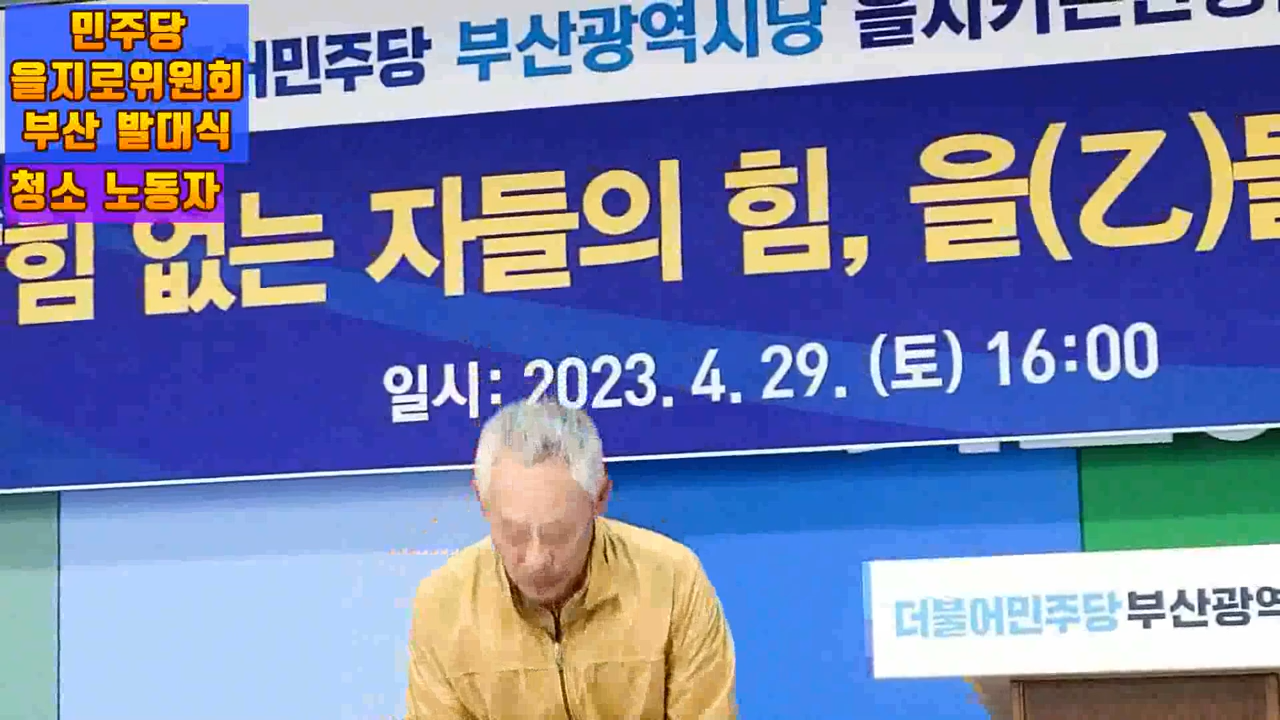 민주당
을지로위원회
부산 발대식
청소 노동자
어민주당 부산광역시당
힘 없는 자들의 힘, 을(乙)들
일시: 2023. 4. 29. (토) 16:00
더불어민주당 부산광역